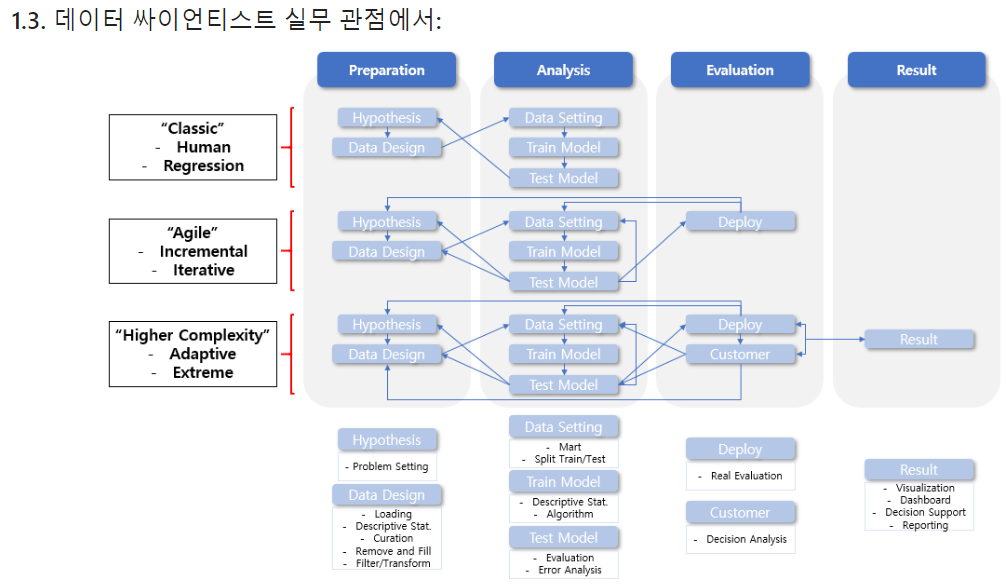 1.3. 데이터 싸이언티스트 실무 관점에서:
Preparation
Analysis
Evaluation
Result
“Classic”
- Human
- Regression
Hypothesis
Data Design
Data Setting
Train Model
Test Model
“Agile”
- Incremental
- Iterative
Hypothesis
Data Design
Data Setting
Train Model
Test Model
Deploy
“Higher Complexity”
- Adaptive
- Extreme
Hypothesis
Data Design
Data Setting
Train Model
Test Model
Deploy
Customer
Result
Hypothesis
- Problem Setting
Data Design
- Loading
- Descriptive Stat.
- Curation
- Remove and Fill
- Filter/Transform
Data Setting
- Mart
- Split Train/Test
Train Model
- Descriptive Stat.
- Algorithm
Test Model
- Evaluation
- Error Analysis
Deploy
- Real Evaluation
Customer
- Decision Analysis
Result
- Visualization
- Dashboard
- Decision Support
- Reporting